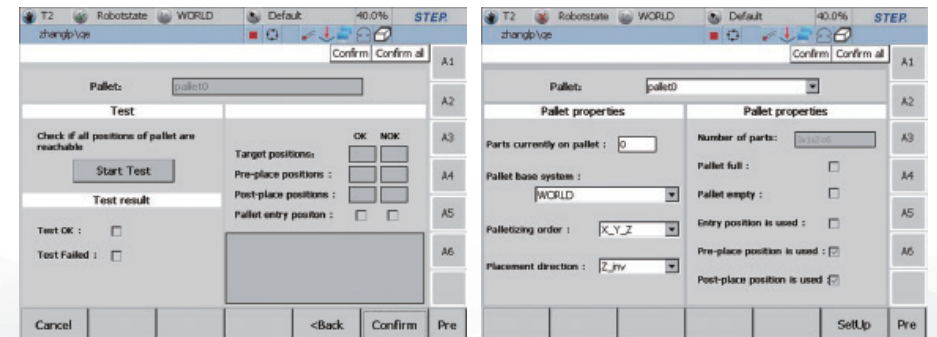 T2 Robotstate WORLD Default 40.0% STEP.
zhanglp\qe
Confirm Confirm all
Pallet: pallet0
Test
Check if all positions of pallet are
reachable
Start Test
Test result
Test OK :
Test Failed :
OK NOK
Target positions:
Pre-place positions :
Post-place positions :
Pallet entry positon :
A1
A2
A3
A4
A5
A6
Cancel <Back Confirm Pre
T2 Robotstate WORLD Default 40.0% STEP.
zhanglp\qe
Confirm Confirm all
Pallet: pallet0
Pallet properties
Parts currently on pallet : 0
Pallet base system :
WORLD
Palletizing order : X_Y_Z
Placement direction : Z_inv
Pallet properties
Number of parts:
Pallet full :
Pallet empty :
Entry position is used :
Pre-place position is used :
Post-place position is used :
A1
A2
A3
A4
A5
A6
SetUp Pre